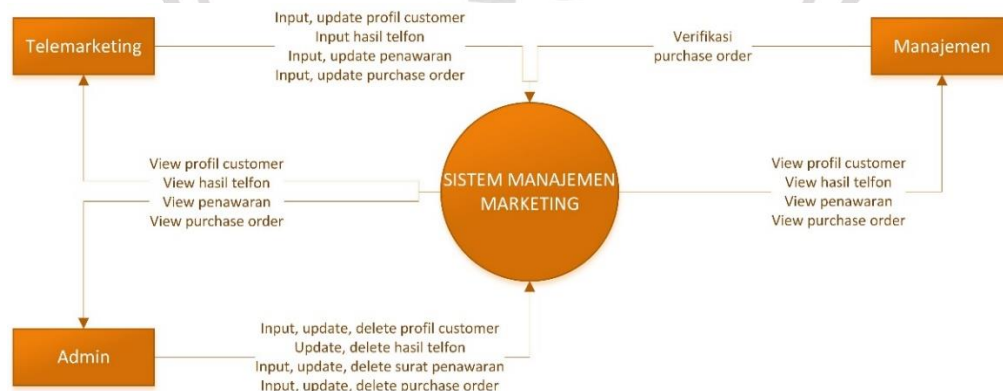 Telemarketing
Input, update profil customer
Input hasil telfon
Input, update penawaran
Input, update purchase order
Verifikasi
purchase order
Manajemen
View profil customer
View hasil telfon
View penawaran
View purchase order
SISTEM MANAJEMEN
MARKETING
View profil customer
View hasil telfon
View penawaran
View purchase order
Admin
Input, update, delete profil customer
Update, delete hasil telfon
Input, update, delete surat penawaran
Input, update, delete purchase order